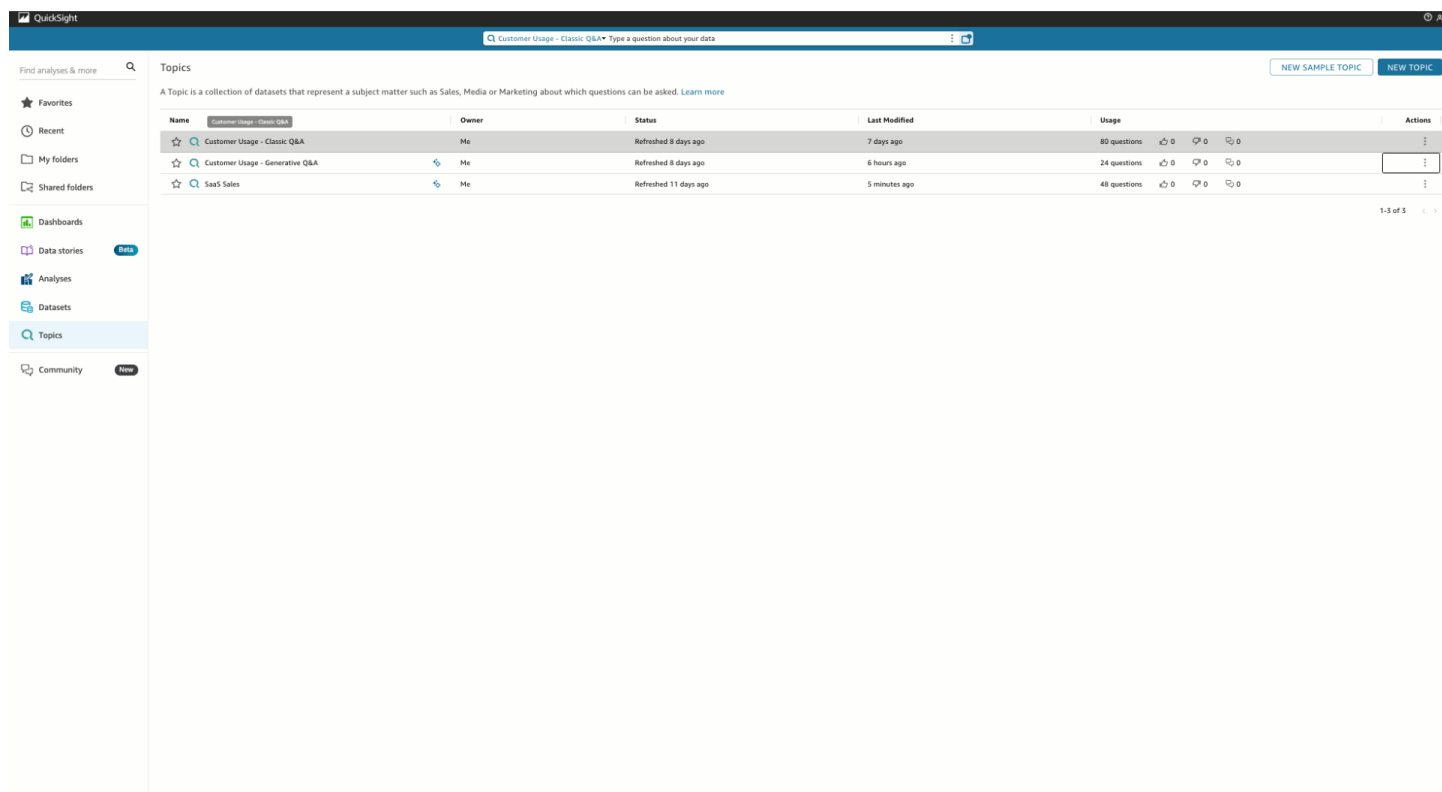 QuickSight
Customer Usage - Classic Q&A Type a question about your data
Find analyses & more
Favorites
Recent
My folders
Shared folders
Dashboards
Data stories Beta
Analyses
Datasets
Topics
Community New
Topics
NEW SAMPLE TOPIC NEW TOPIC
A Topic is a collection of datasets that represent a subject matter such as Sales, Media or Marketing about which questions can be asked. Learn more
Name Customer Usage - Classic Q&A Owner Status Last Modified Usage Actions
Customer Usage - Classic Q&A Me Refreshed 8 days ago 7 days ago 80 questions 0 0 0
Customer Usage - Generative Q&A Me Refreshed 8 days ago 6 hours ago 24 questions 0 0 0
SaaS Sales Me Refreshed 11 days ago 5 minutes ago 48 questions 0 0 0
1-3 of 3